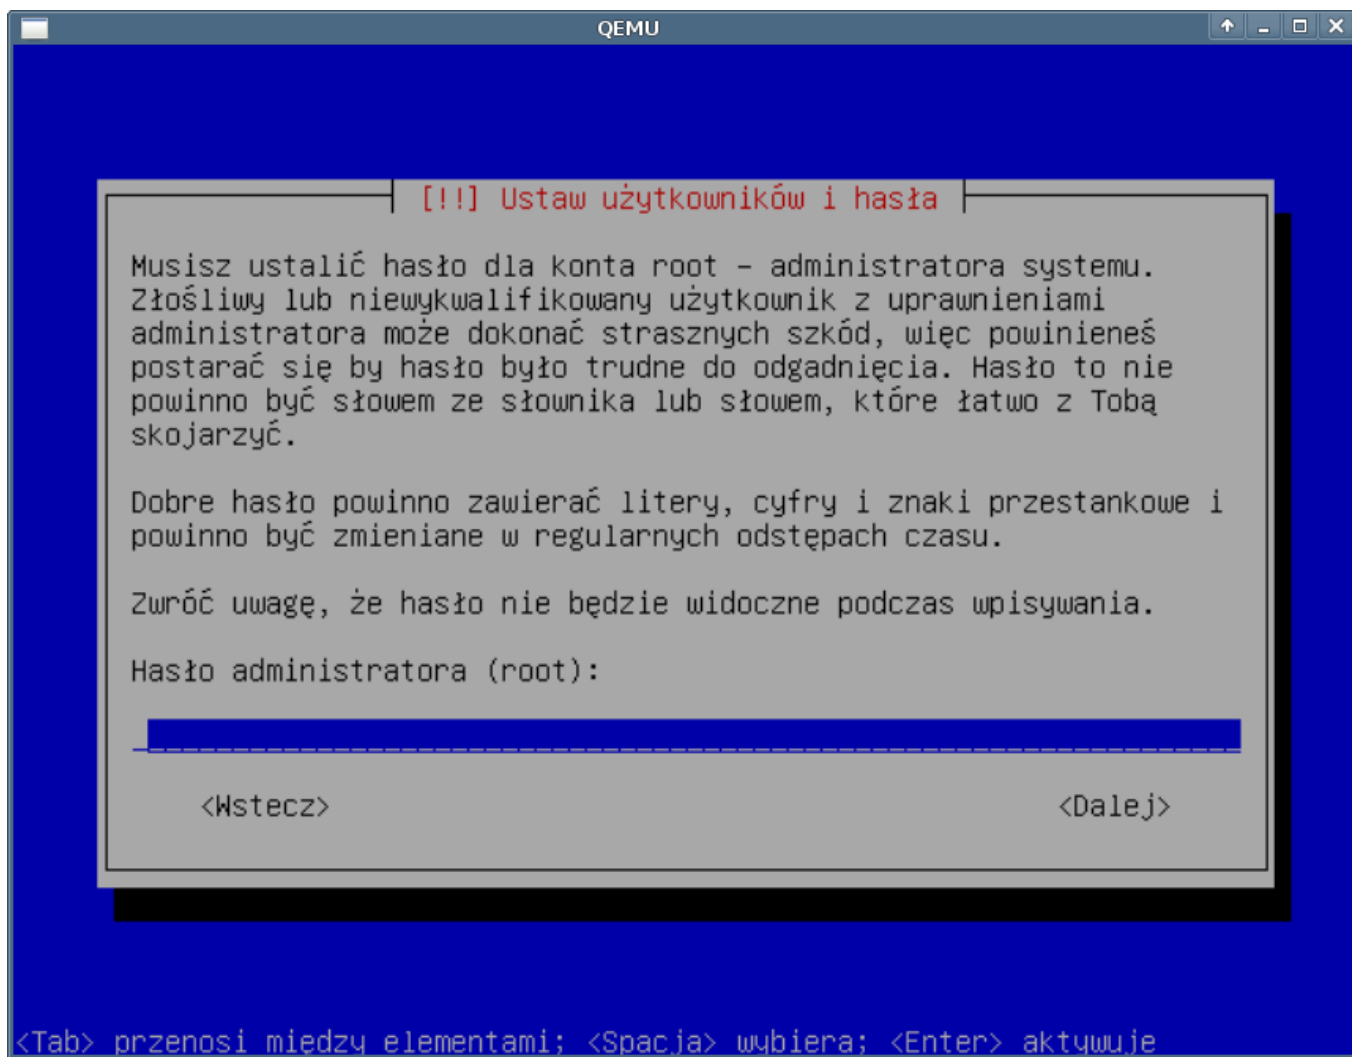 QEMU
[!!] Ustaw użytkowników i hasła
Musisz ustalić hasło dla konta root – administratora systemu.
Złośliwy lub niewykwalifikowany użytkownik z uprawnieniami
administratora może dokonać strasznych szkód, więc powinieneś
postarać się by hasło było trudne do odgadnięcia. Hasło to nie
powinno być słowem ze słownika lub słowem, które łatwo z Tobą
skojarzyć.
Dobre hasło powinno zawierać litery, cyfry i znaki przestankowe i
powinno być zmieniane w regularnych odstępach czasu.
Zwróć uwagę, że hasło nie będzie widoczne podczas wpisywania.
Hasło administratora (root):
<Wstecz> <Dalej>
<Tab> przenosi między elementami; <Spacja> wybiera; <Enter> aktywuje